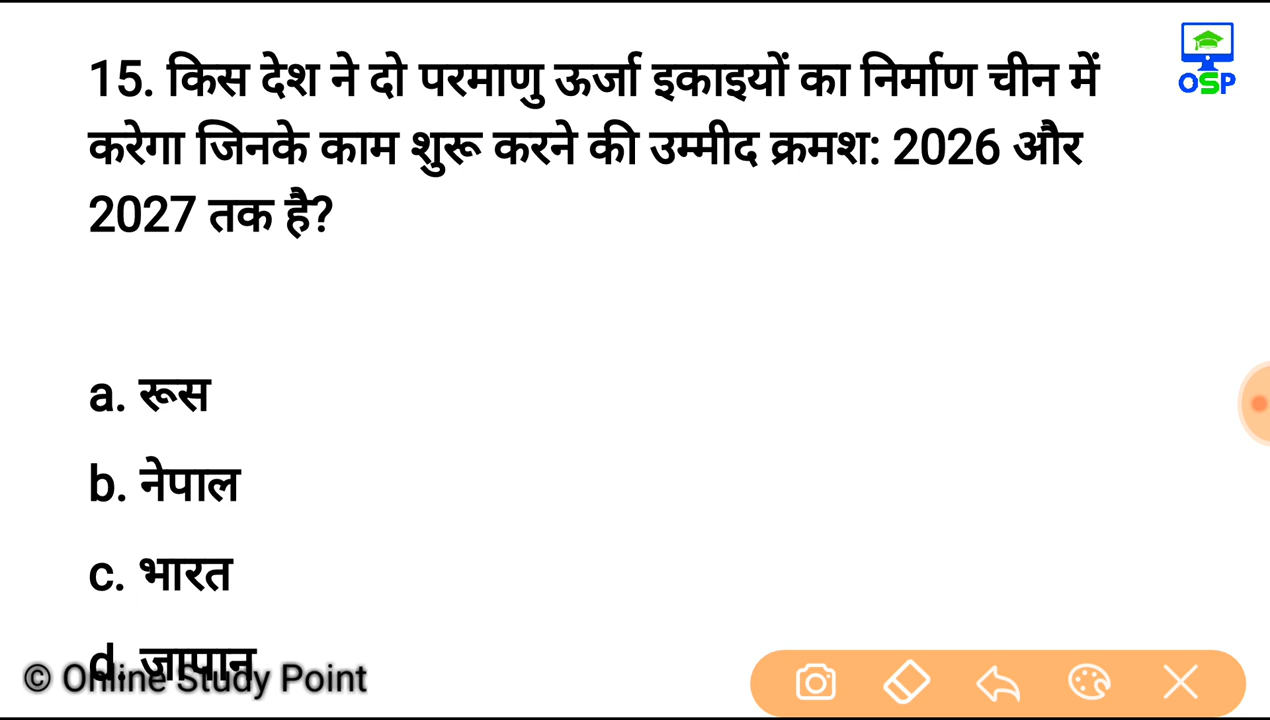 OSP
15. किस देश ने दो परमाणु ऊर्जा इकाइयों का निर्माण चीन में
करेगा जिनके काम शुरू करने की उम्मीद क्रमश: 2026 और
2027 तक है?
a. रूस
b. नेपाल
c. भारत
d. जापान
© Online Study Point